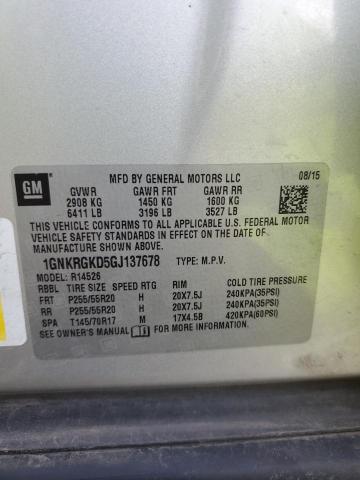 GM
MFD BY GENERAL MOTORS LLC 08/15
GVWR GAWR FRT GAWR RR
2908 KG 1450 KG 1600 KG
6411 LB 3196 LB 3527 LB
THIS VEHICLE CONFORMS TO ALL APPLICABLE U.S. FEDERAL MOTOR VEHICLE SAFETY, BUMPER, AND THEFT PREVENTION STANDARDS IN EFFECT ON THE DATE OF MANUFACTURE SHOWN ABOVE.
1GNKRGKD5GJ137678 TYPE: M.P.V.
R14526
RBBL TIRE SIZE SPEED RTG RIM COLD TIRE PRESSURE
FRT P255/55R20 H 20X7.5J 240KPA(35PSI)
RR P255/55R20 H 20X7.5J 240KPA(35PSI)
SPA T145/70R17 M 17X4.5B 420KPA(60PSI)
SEE OWNER'S MANUAL FOR MORE INFORMATION.